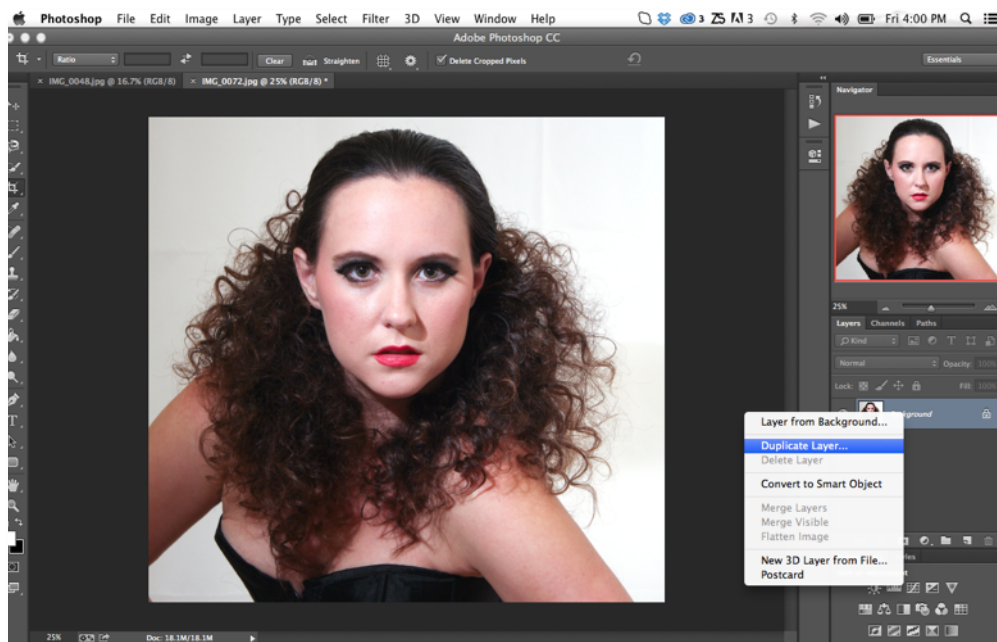 Photoshop File Edit Image Layer Type Select Filter 3D View Window Help 3 3 Fri 4:00 PM
Adobe Photoshop CC
Ratio Clear Straighten Delete Cropped Pixels Essentials
× IMG_0048.jpg @ 16.7% (RGB/8) × IMG_0072.jpg @ 25% (RGB/8) *
Navigator
25%
Layers Channels Paths
Kind
Normal Opacity: 100%
Lock: Fill: 100%
Layer from Background...
Duplicate Layer...
Delete Layer
Convert to Smart Object
Merge Layers
Merge Visible
Flatten Image
New 3D Layer from File...
Postcard
25% Doc: 18.1M/18.1M